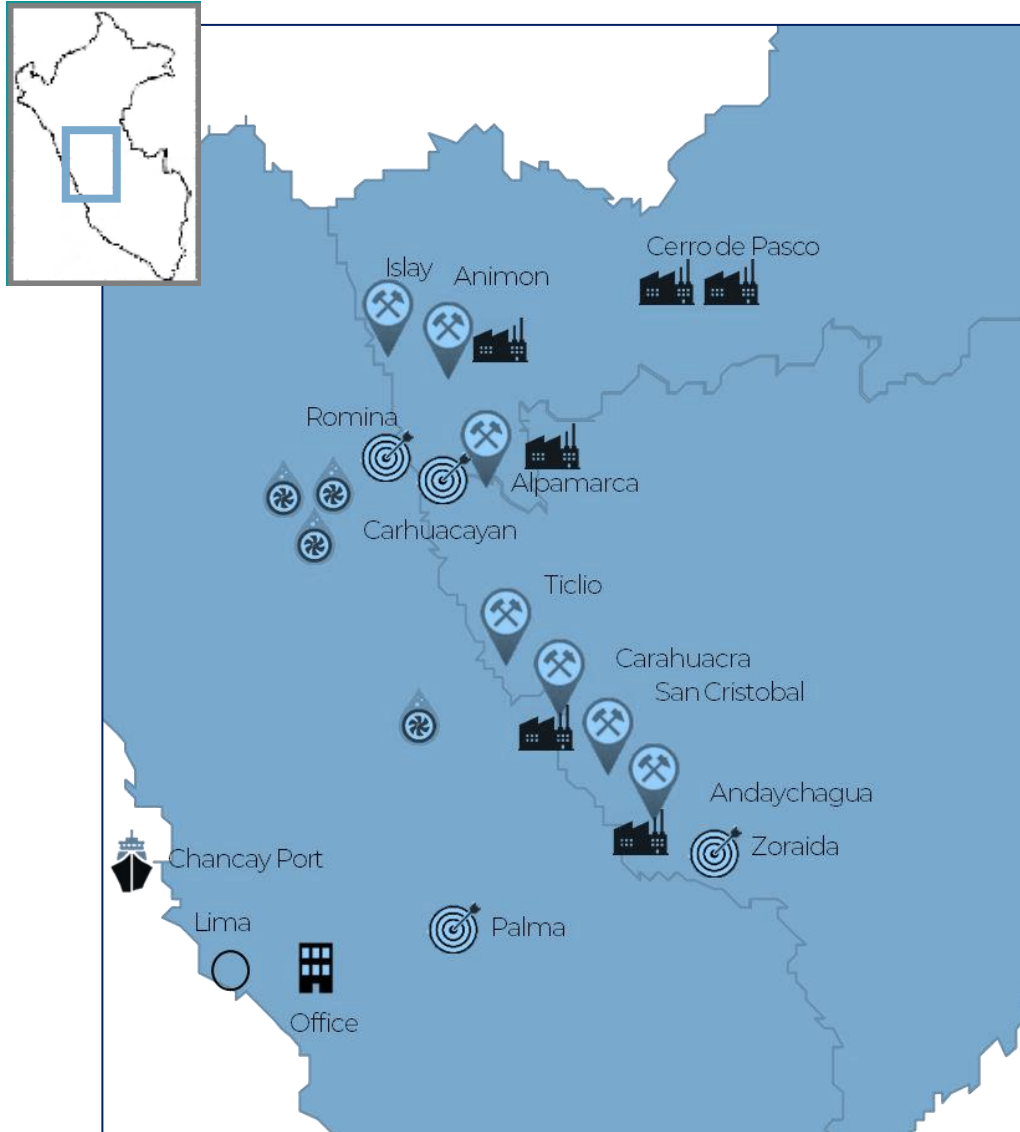 Cerro de Pasco
Islay
Animon
Romina
Alpamarca
Carhuacayan
Ticlio
Carahuacra
San Cristobal
Andaychagua
Zoraida
Chancay Port
Lima
Palma
Office